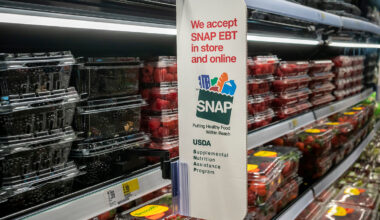 We accept
SNAP EBT in
store and
online
SNAP
Putting Healthy Food
Within Reach
USDA
Supplemental
Nutrition
Assistance
Program